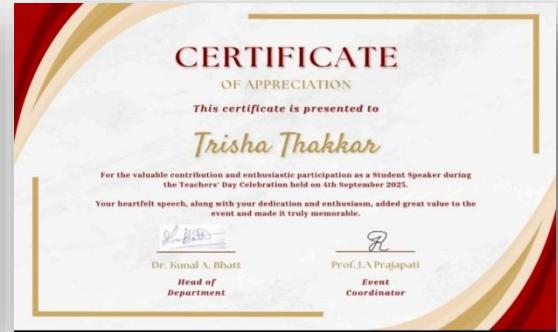 CERTIFICATE
OF APPRECIATION
This certificate is presented to
Trisha Thakkar
For the valuable contribution and enthusiastic participation as a Student Speaker during
the Teachers' Day Celebration held on 4th September 2025.
Your heartfelt speech, along with your dedication and enthusiasm, added great value to the
event and made it truly memorable.
Dr. Kunal A. Bhatt
Prof. J.A Prajapati
Head of
Department
Event
Coordinator